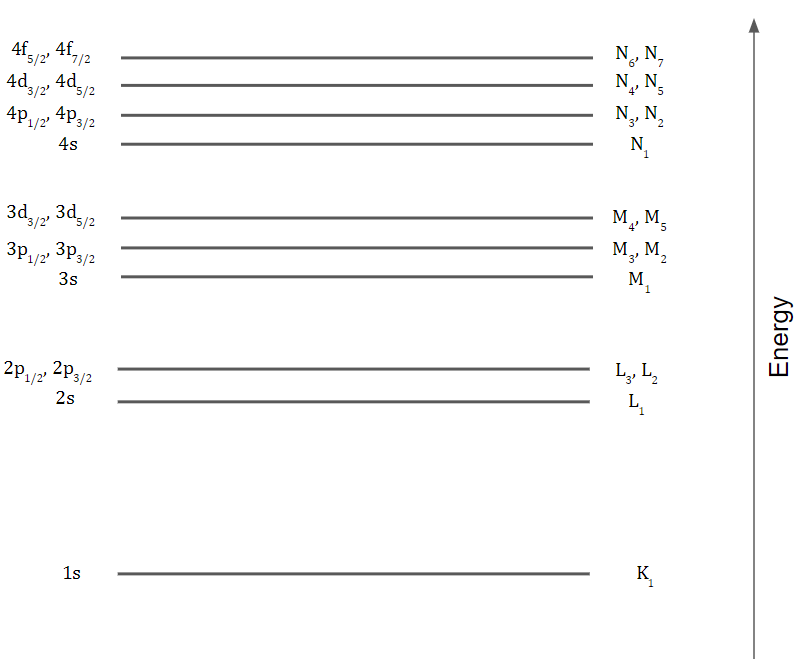 4f5/2, 4f7/2 N6, N7
4d3/2, 4d5/2 N4, N5
4p1/2, 4p3/2 N3, N2
4s N1
3d3/2, 3d5/2 M4, M5
3p1/2, 3p3/2 M3, M2
3s M1
2p1/2, 2p3/2 L3, L2
2s L1
1s K1
Energy